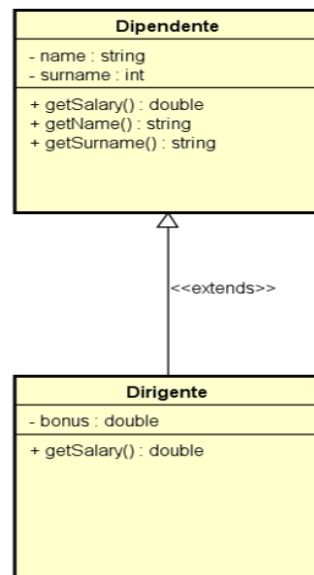 Dipendente
- name : string
- surname : int
+ getSalary() : double
+ getName() : string
+ getSurname() : string
<<extends>>
Dirigente
- bonus : double
+ getSalary() : double